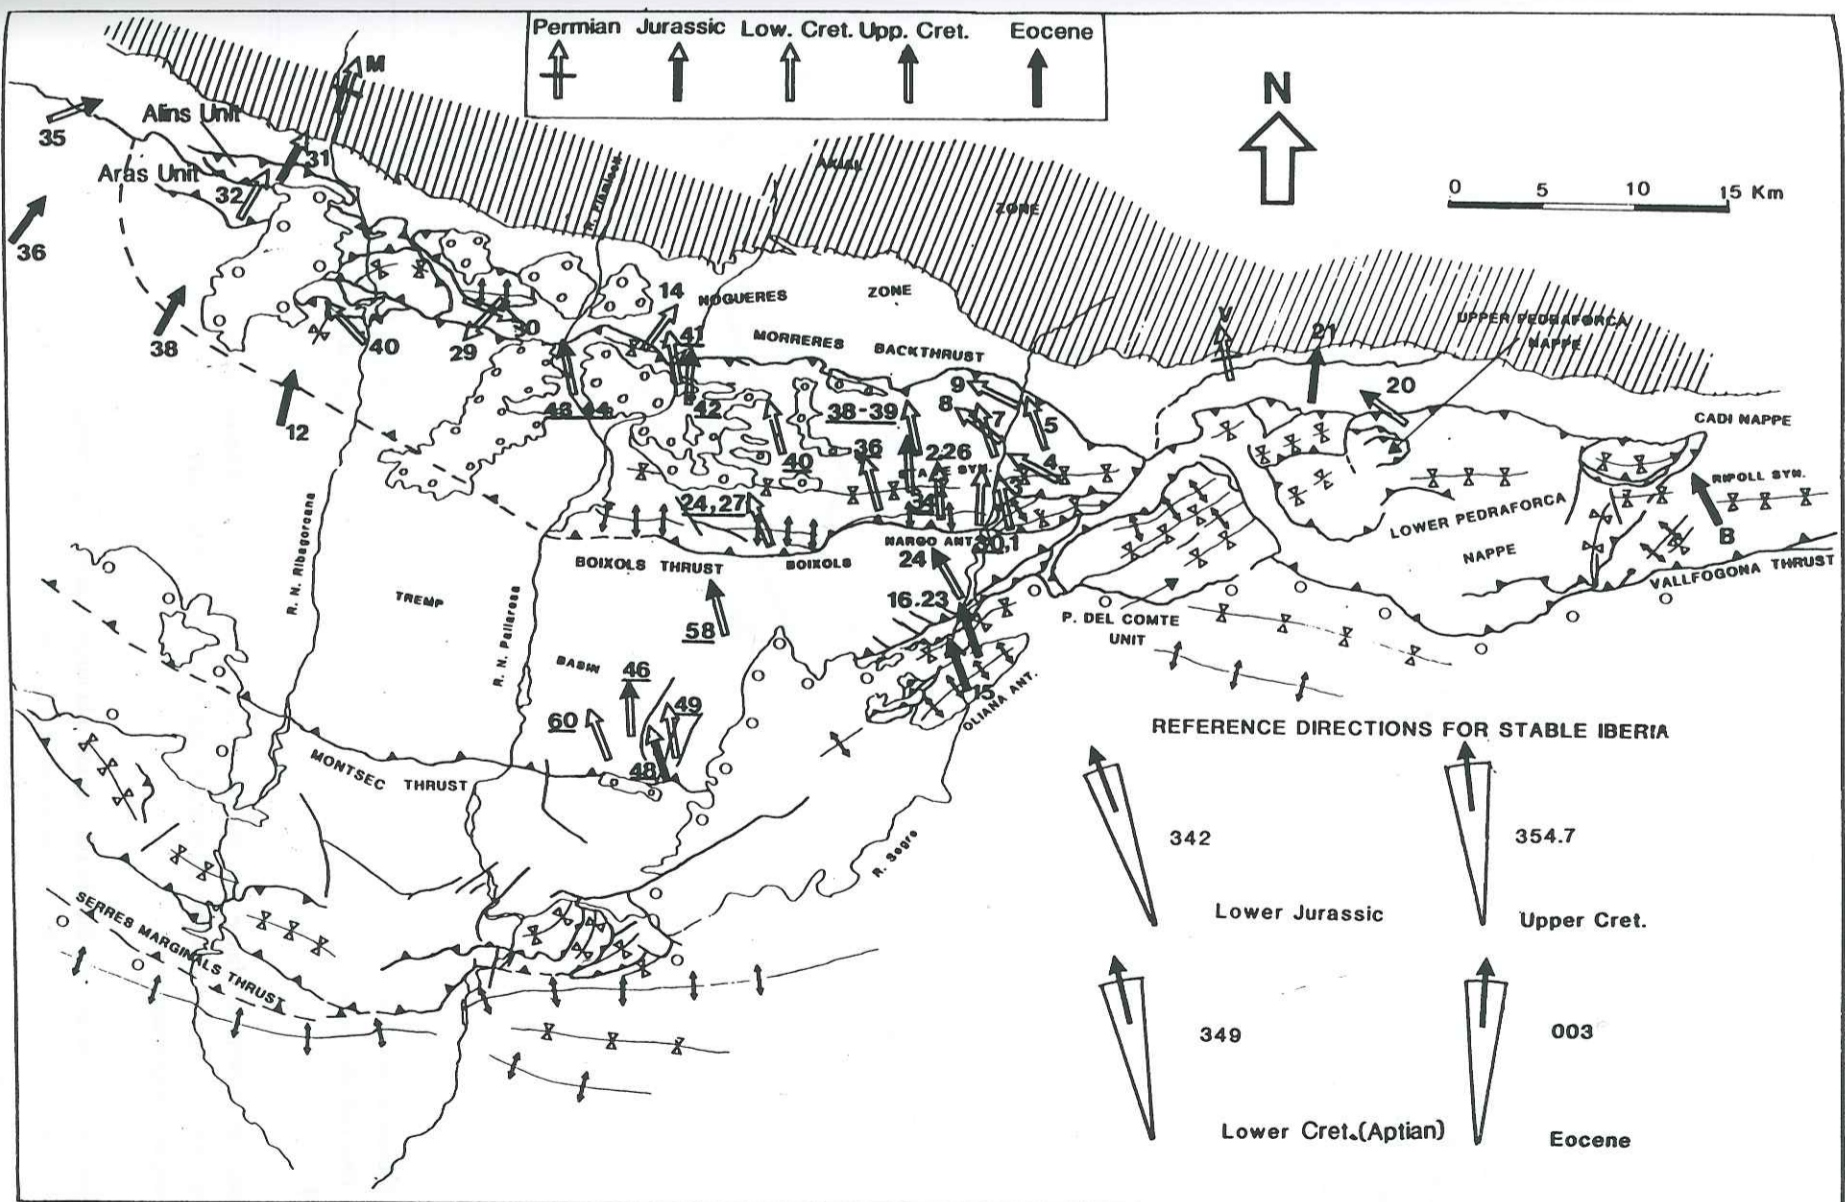 Permian Jurassic Low. Cret. Upp. Cret. Eocene
M
N
35
Alins Unit
31
Aras Unit
32
AXIAL
ZONE
0 5 10 15 Km
36
38
40
29
30
14
NOGUERES ZONE
41
MORRERES BACKTHRUST
V
21
UPPER PEDRAFORCA
NAPPE
12
42
38-39
9
8
7
5
20
CADI NAPPE
40
36
2.26
SYN.
4
3
34
24,27
LOWER PEDRAFORCA
NAPPE
RIPOLL SYN.
B
VALLFOGONA THRUST
BOIXOLS THRUST
BOIXOLS
NARGO ANT.
24
R. N. Ribagorsana
TREMP
BASIN
R. N. Pallaresa
58
16.23
P. DEL COMTE
UNIT
15
OLIANA ANT.
46
49
60
48
MONTSEC THRUST
R. Segre
SERRES MARGINALS THRUST
REFERENCE DIRECTIONS FOR STABLE IBERIA
342
Lower Jurassic
354.7
Upper Cret.
349
Lower Cret.(Aptian)
003
Eocene